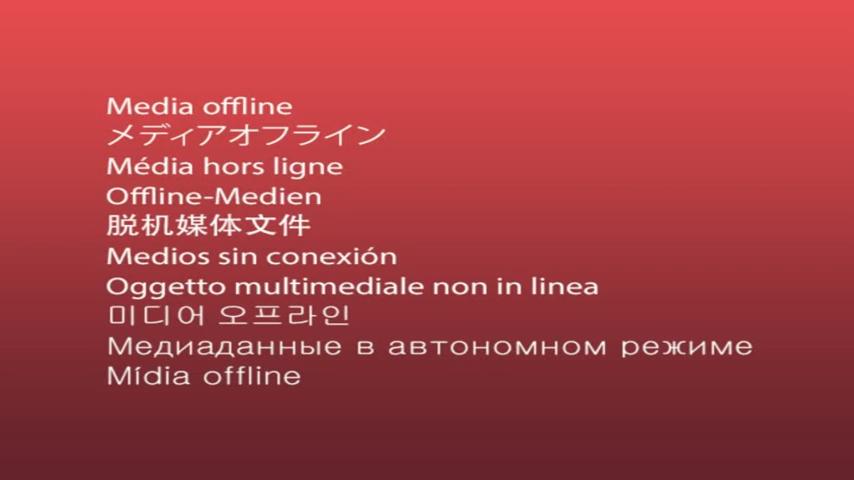 Media offline
メディアオフライン
Média hors ligne
Offline-Medien
脱机媒体文件
Medios sin conexión
Oggetto multimediale non in linea
미디어 오프라인
Медиаданные в автономном режиме
Mídia offline